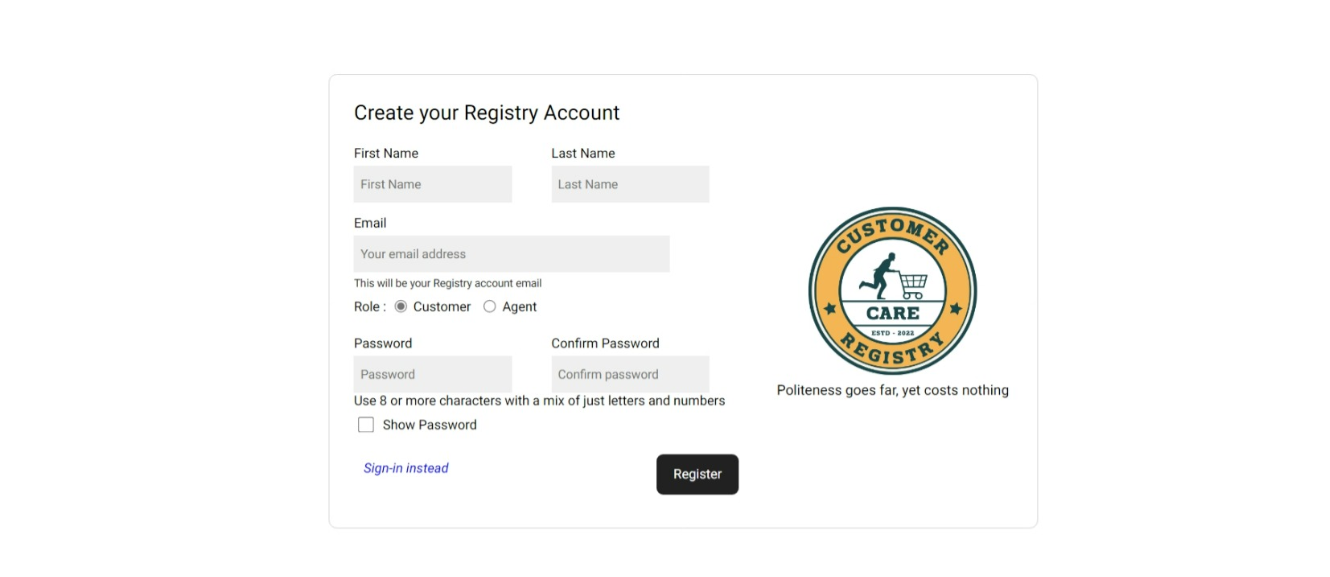 Create your Registry Account
First Name Last Name
First Name Last Name
Email
Your email address
This will be your Registry account email
Role : Customer Agent
Password Confirm Password
Password Confirm password
Use 8 or more characters with a mix of just letters and numbers
Show Password
Sign-in instead
Register
CUSTOMER
CARE
ESTD - 2022
REGISTRY
Politeness goes far, yet costs nothing